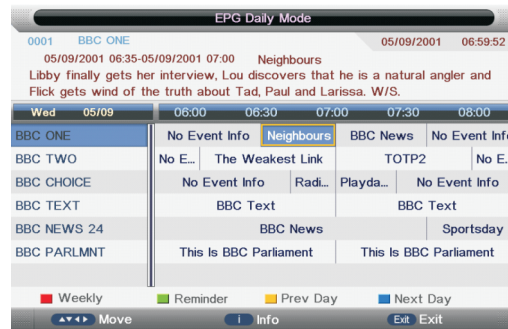 EPG Daily Mode
0001 BBC ONE 05/09/2001 06:59:52
05/09/2001 06:35-05/09/2001 07:00 Neighbours
Libby finally gets her interview, Lou discovers that he is a natural angler and
Flick gets wind of the truth about Tad, Paul and Larissa. W/S.
Wed 05/09 06:00 06:30 07:00 07:30 08:00
BBC ONE No Event Info Neighbours BBC News No Event Inf
BBC TWO No E... The Weakest Link TOTP2 No E.
BBC CHOICE No Event Info Radi... Playda... No Event Info
BBC TEXT BBC Text BBC Text
BBC NEWS 24 BBC News Sportsday
BBC PARLMNT This Is BBC Parliament This Is BBC Parliament
Weekly Reminder Prev Day Next Day
Move i Info Exit Exit